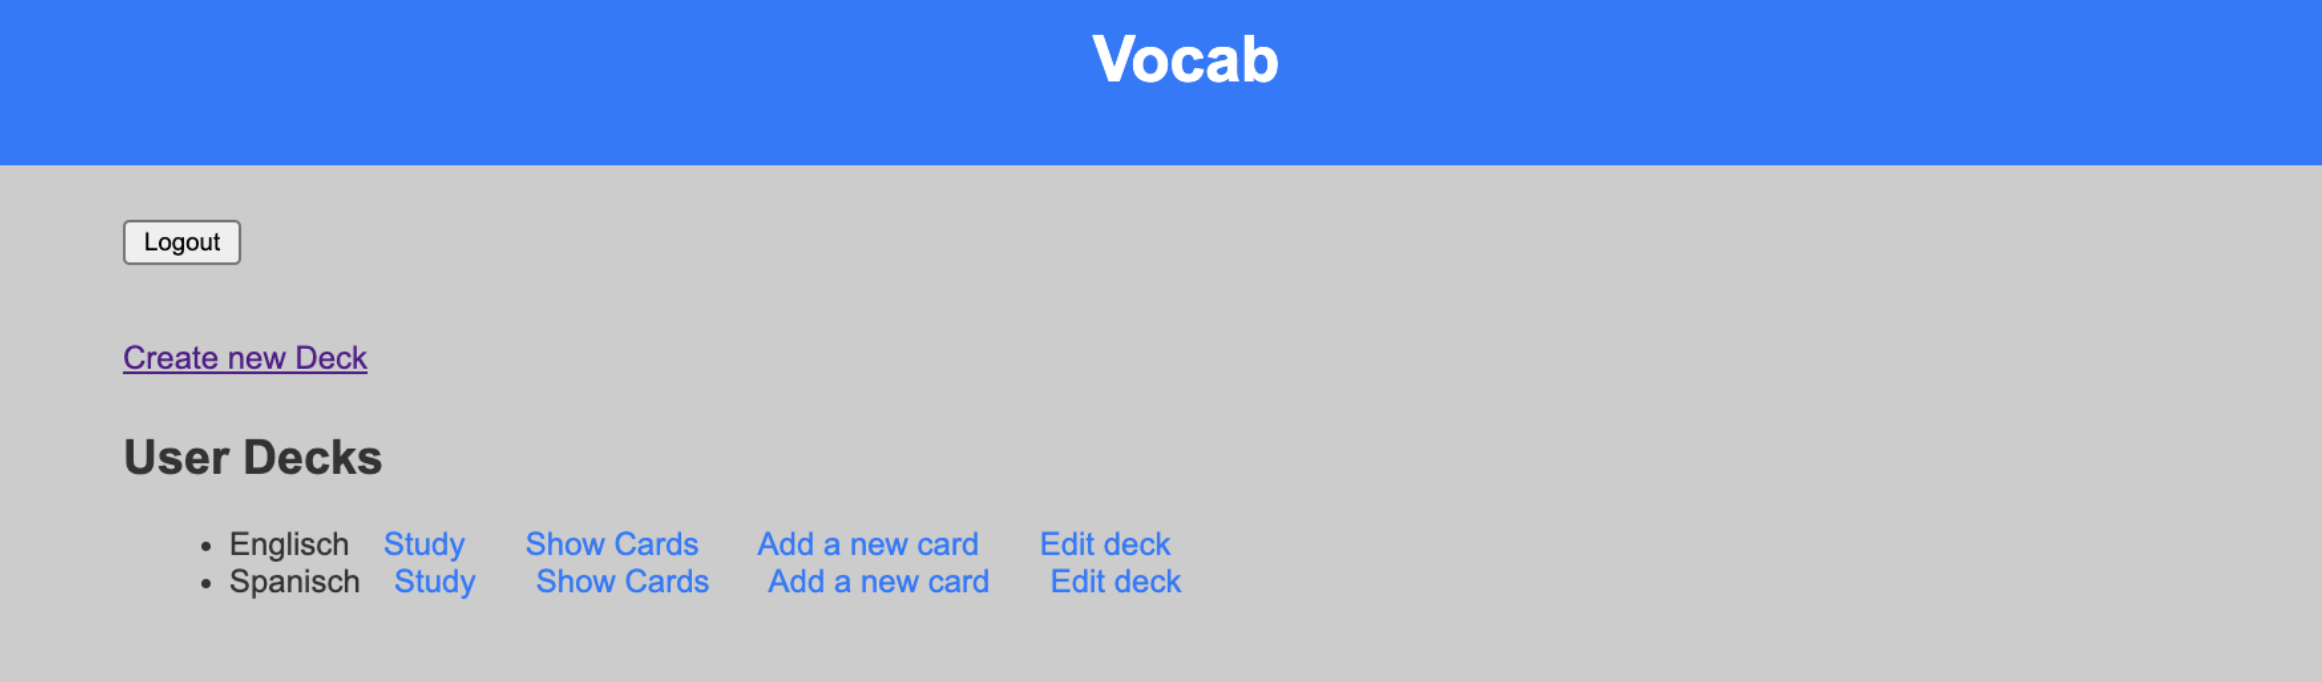 Vocab
Logout
Create new Deck
User Decks
• Englisch Study Show Cards Add a new card Edit deck
• Spanisch Study Show Cards Add a new card Edit deck